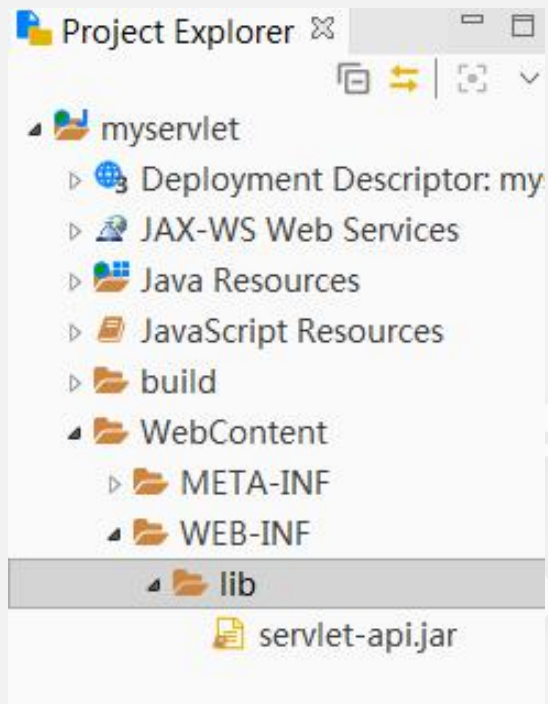 Project Explorer
myservlet
3 Deployment Descriptor: my
JAX-WS Web Services
Java Resources
JavaScript Resources
build
WebContent
META-INF
WEB-INF
lib
servlet-api.jar